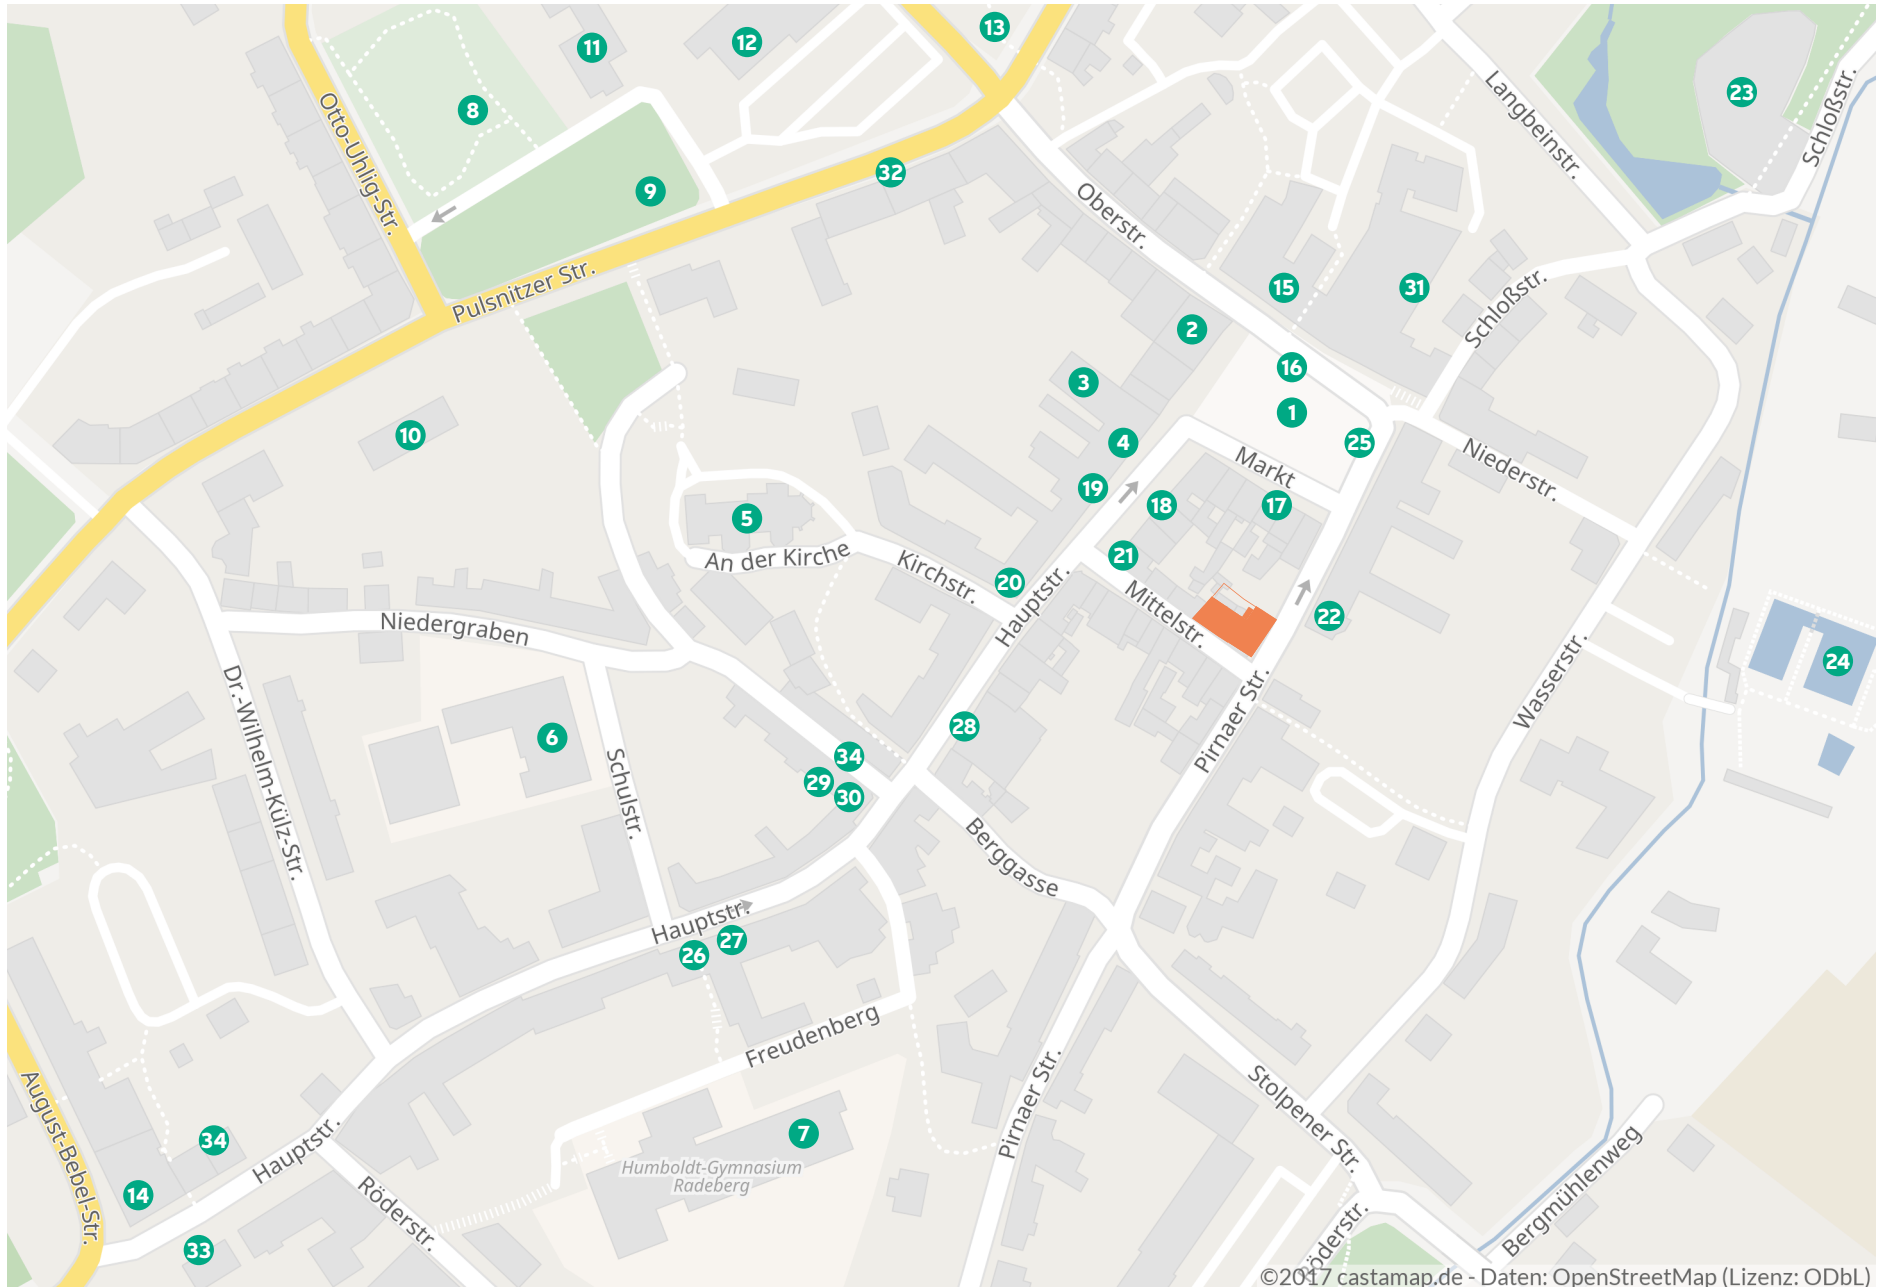 13
11
12
8
23
Otto-Uhlig-Str.
Langbeinstr.
Schloßstr.
32
9
Oberstr.
Pulsnitzer Str.
15
31
Schloßstr.
2
16
3
1
10
4
25
Markt
Niederstr.
19
18
17
5
An der Kirche
Kirchstr.
20
21
Hauptstr.
Mittelstr.
22
Niedergraben
24
Dr.-Wilhelm-Külz-Str.
6
Schulstr.
28
Pirnaer Str.
Wasserstr.
34
29
30
Berggasse
Hauptstr.
27
26
Freudenberg
August-Bebel-Str.
Pirnaer Str.
Stolpener Str.
34
7
Hauptstr.
Humboldt-Gymnasium
Radeberg
14
Röderstr.
Röderstr.
Bergmühlenweg
33
©2017 castamap.de - Daten: OpenStreetMap (Lizenz: ODbL)